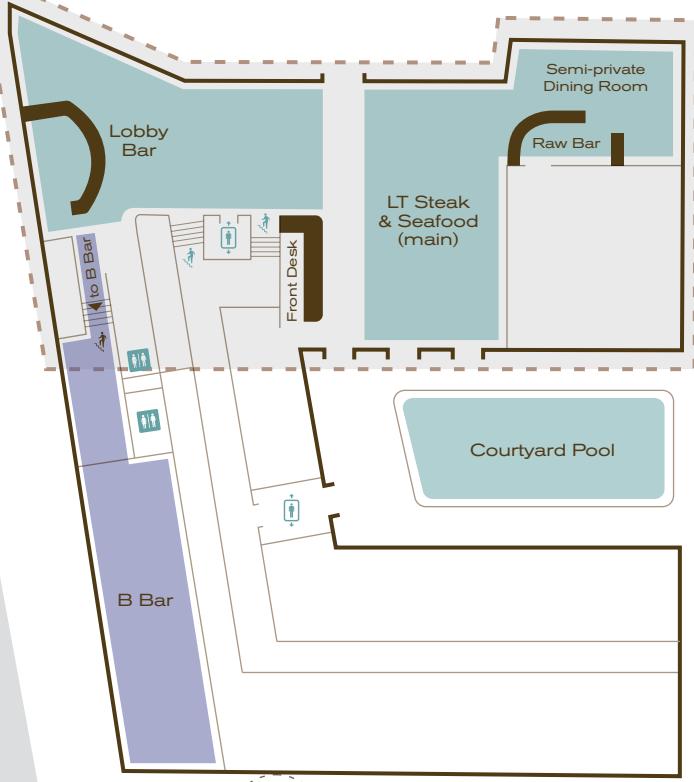 Semi-private
Dining Room
Lobby
Bar
Raw Bar
LT Steak
& Seafood
(main)
to B Bar
Front Desk
Courtyard Pool
B Bar